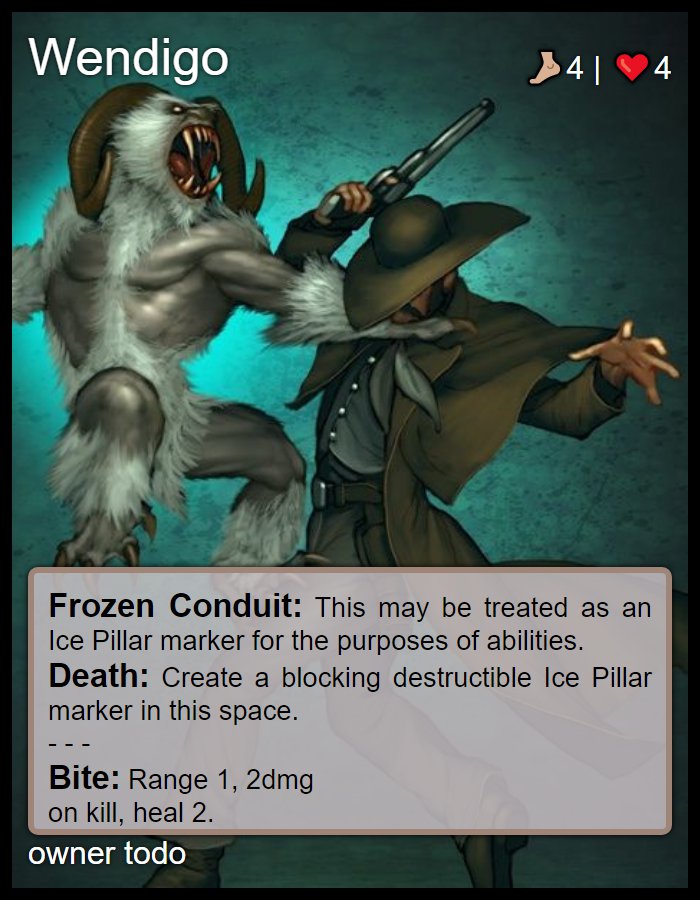 Wendigo
🦶4 | ❤️4
Frozen Conduit: This may be treated as an
Ice Pillar marker for the purposes of abilities.
Death: Create a blocking destructible Ice Pillar
marker in this space.
- - -
Bite: Range 1, 2dmg
on kill, heal 2.
owner todo